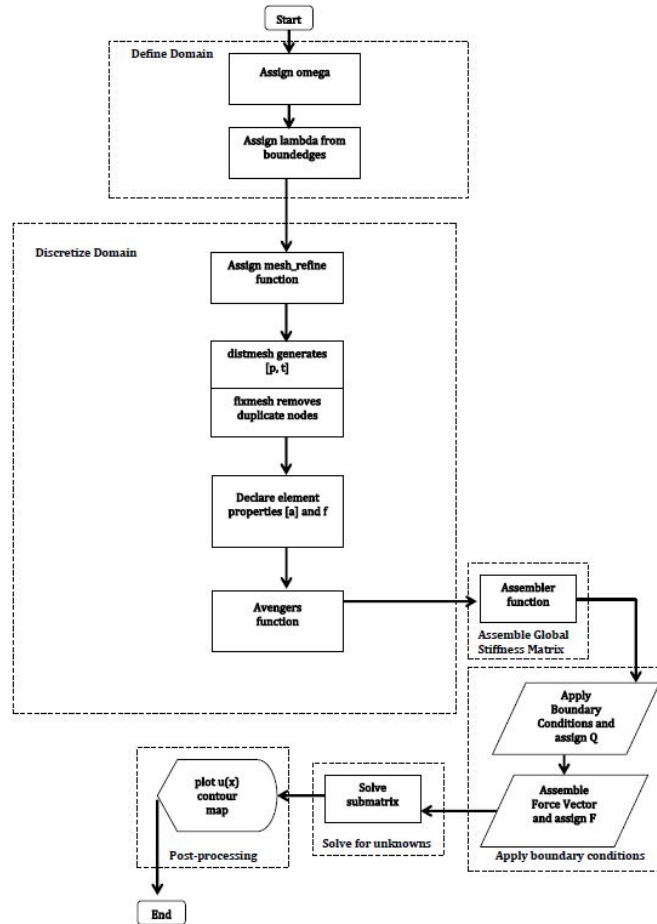 Start
Define Domain
Assign omega
Assign lambda from
boundedges
Discretize Domain
Assign mesh_refine
function
distmesh generates
[p, t]
fixmesh removes
duplicate nodes
Declare element
properties [a] and f
Avengers
function
Assembler
function
Assemble Global
Stiffness Matrix
Apply
Boundary
Conditions and
assign Q
Assemble
Force Vector
and assign F
Apply boundary conditions
Solve
submatrix
Solve for unknowns
plot u(x)
contour
map
Post-processing
End